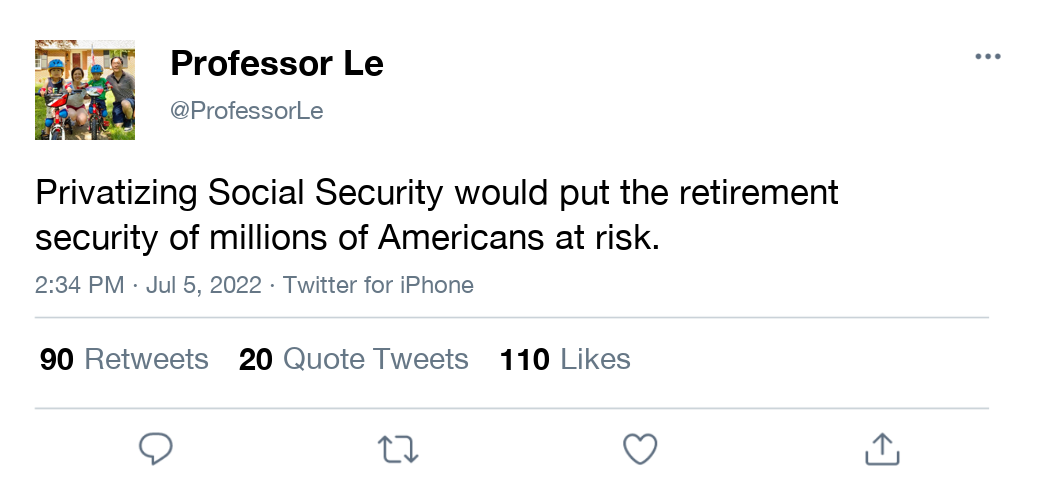 Professor Le
@ProfessorLe
Privatizing Social Security would put the retirement
security of millions of Americans at risk.
2:34 PM · Jul 5, 2022 · Twitter for iPhone
90 Retweets 20 Quote Tweets 110 Likes